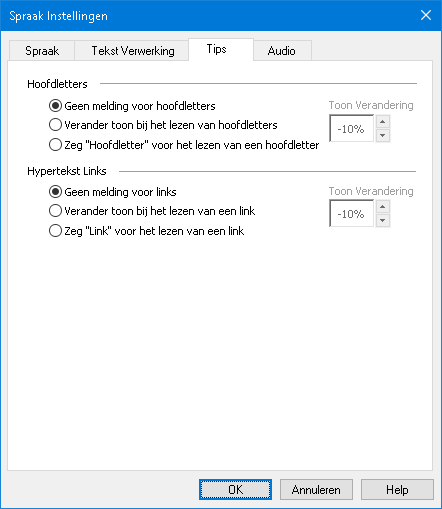 Spraak Instellingen
Spraak Tekst Verwerking Tips Audio
Hoofdletters
Geen melding voor hoofdletters Toon Verandering
Verander toon bij het lezen van hoofdletters -10%
Zeg "Hoofdletter" voor het lezen van een hoofdletter
Hypertekst Links
Geen melding voor links Toon Verandering
Verander toon bij het lezen van een link -10%
Zeg "Link" voor het lezen van een link
OK Annuleren Help